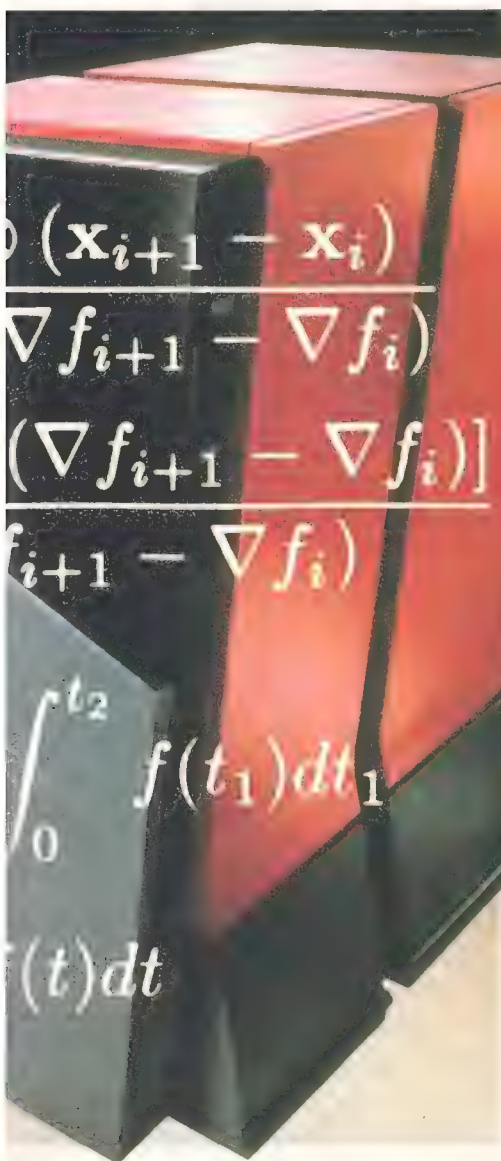 (x_{i+1} − x_i)
∇f_{i+1} − ∇f_i)
(∇f_{i+1} − ∇f_i)]
f_{i+1} − ∇f_i)
∫_0^{t_2} f(t_1)dt_1
(t)dt